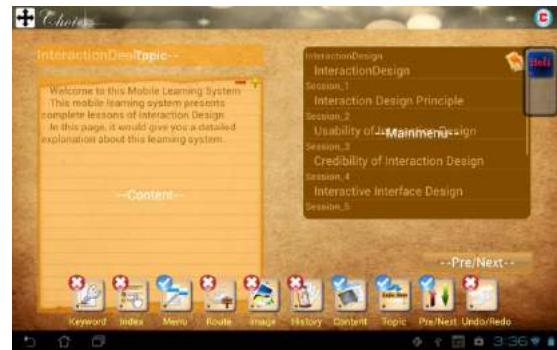 Choices
InteractionDesi
--Topic--
Welcome to this Mobile Learning System
This mobile learning system presents
complete lessons of Interaction Design
In this page, it would give you a detailed
explanation about this learning system.
--Content--
InteractionDesign
InteractionDesign
Session_1
Interaction Design Principle
Session_2
Usability of Interaction Design
--Mainmenu--
Session_3
Credibility of Interaction Design
Session_4
Interactive Interface Design
Session_5
--Pre/Next--
Keyword Index Menu Route Image History Content Topic Pre/Next Undo/Redo
3:36